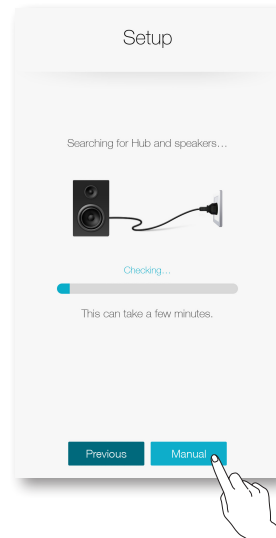 Setup
Searching for Hub and speakers…
Checking…
This can take a few minutes.
Previous Manual